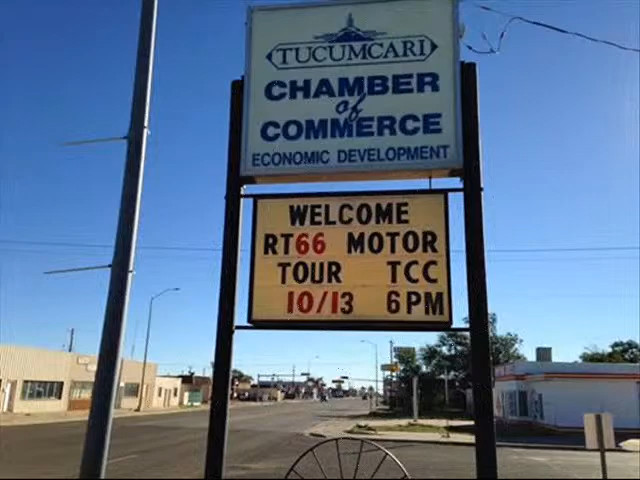 TUCUMCARI
CHAMBER
of
COMMERCE
ECONOMIC DEVELOPMENT
WELCOME
RT66 MOTOR
TOUR TCC
10/13 6PM